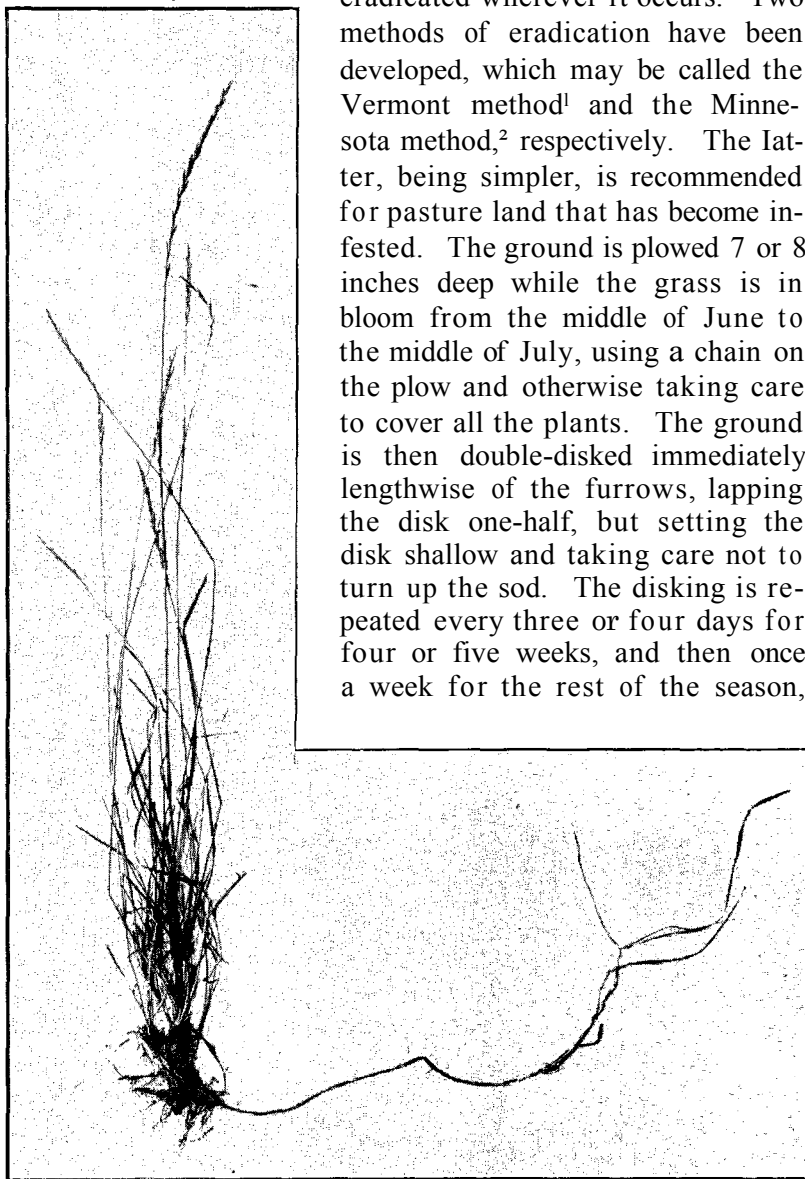 eradicated wherever it occurs. Two
methods of eradication have been
developed, which may be called the
Vermont method¹ and the Minne-
sota method,² respectively. The lat-
ter, being simpler, is recommended
for pasture land that has become in-
fested. The ground is plowed 7 or 8
inches deep while the grass is in
bloom from the middle of June to
the middle of July, using a chain on
the plow and otherwise taking care
to cover all the plants. The ground
is then double-disked immediately
lengthwise of the furrows, lapping
the disk one-half, but setting the
disk shallow and taking care not to
turn up the sod. The disking is re-
peated every three or four days for
four or five weeks, and then once
a week for the rest of the season,